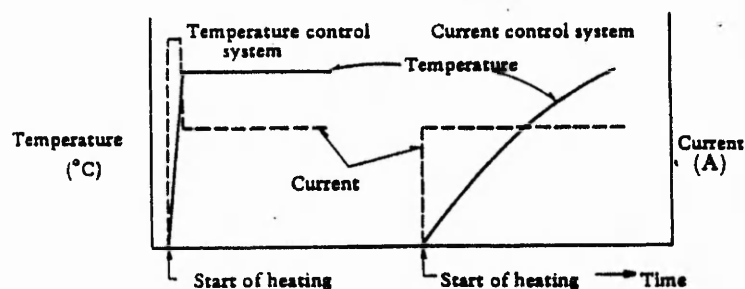 Temperature control
system
Current control system
Temperature
Temperature
(°C)
Current
(A)
Current
Start of heating
Start of heating
Time